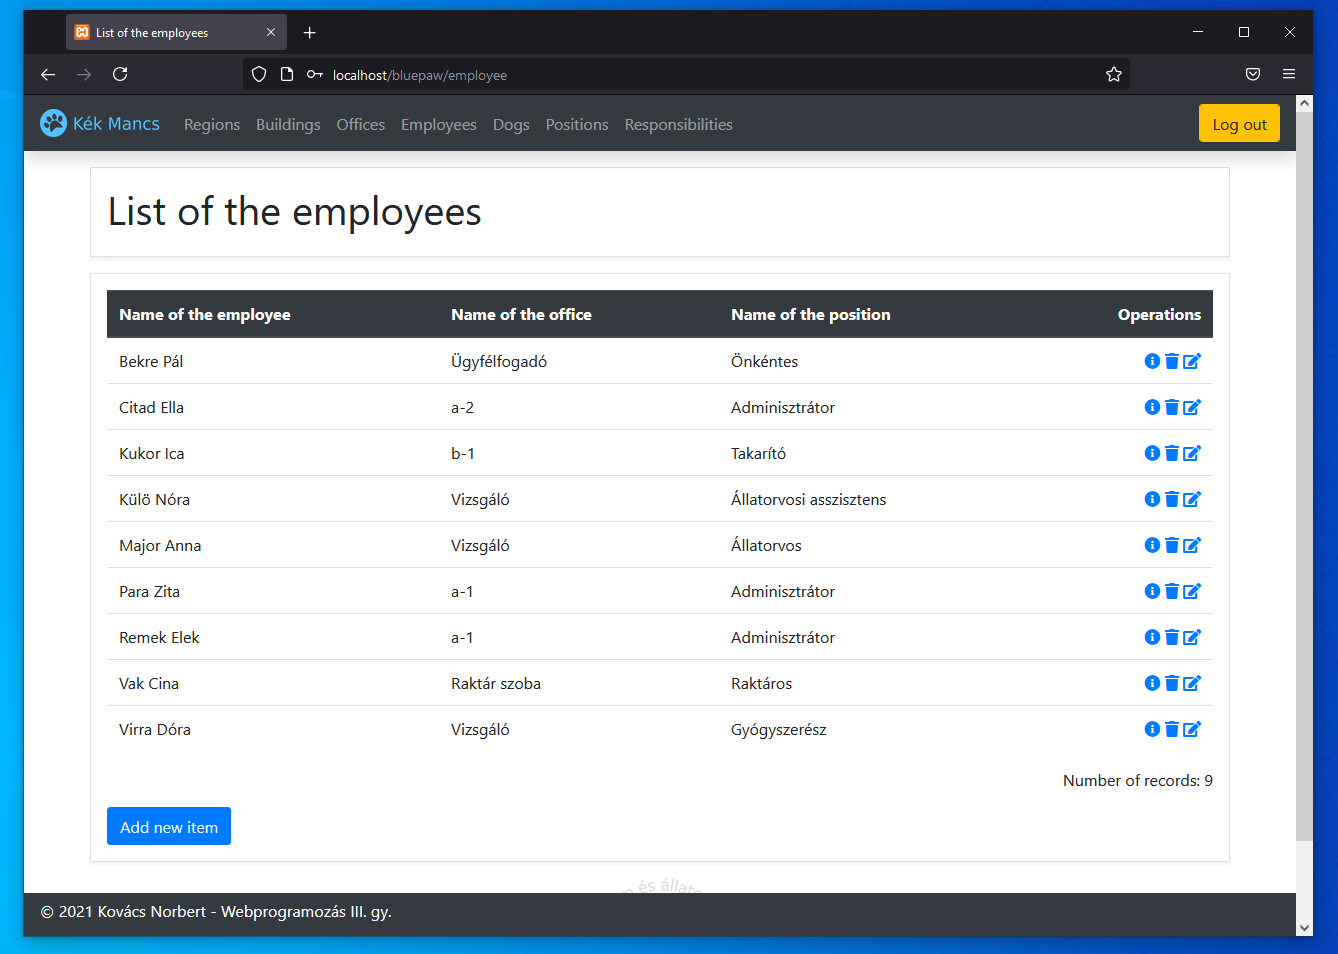 List of the employees
localhost/bluepaw/employee
Kék Mancs Regions Buildings Offices Employees Dogs Positions Responsibilities Log out
List of the employees
Name of the employee Name of the office Name of the position Operations
Bekre Pál Ügyfélfogadó Önkéntes
Citad Ella a-2 Adminisztrátor
Kukor Ica b-1 Takarító
Külö Nóra Vizsgáló Állatorvosi asszisztens
Major Anna Vizsgáló Állatorvos
Para Zita a-1 Adminisztrátor
Remek Elek a-1 Adminisztrátor
Vak Cina Raktár szoba Raktáros
Virra Dóra Vizsgáló Gyógyszerész
Number of records: 9
Add new item
és
© 2021 Kovács Norbert - Webprogramozás III. gy.